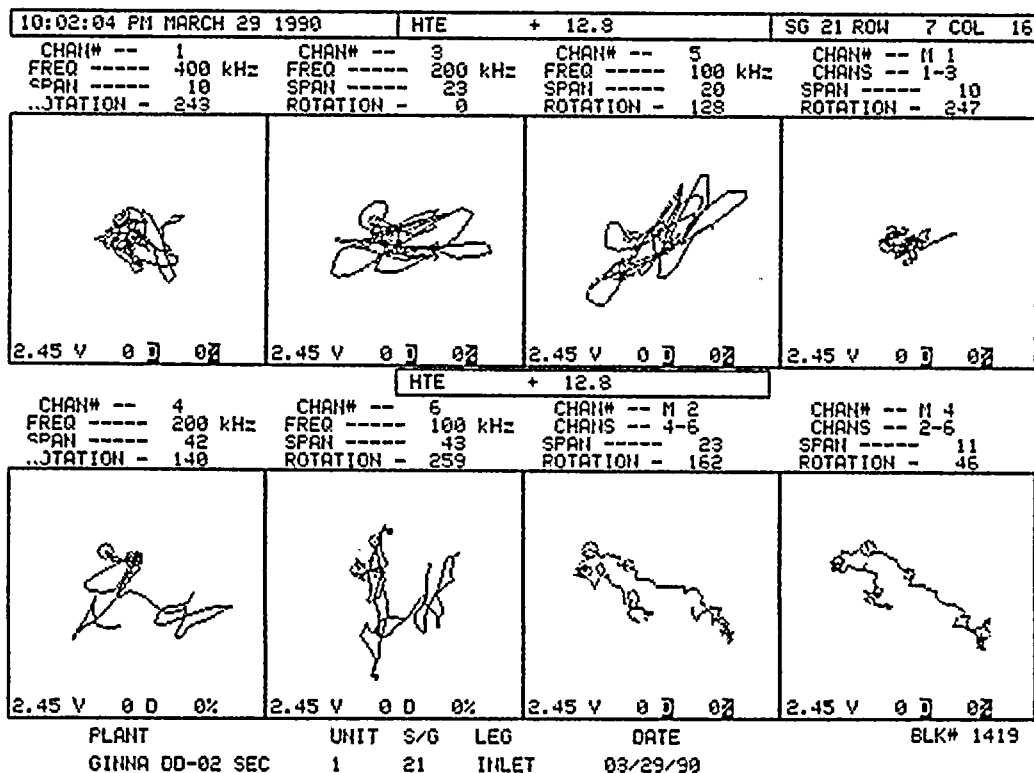 10:02:04 PM MARCH 29 1990 HTE + 12.8 SG 21 ROW 7 COL 16
CHAN# -- 1 CHAN# -- 3 CHAN# -- 5 CHAN# -- M 1
FREQ ----- 400 kHz FREQ ----- 200 kHz FREQ ----- 100 kHz CHANS -- 1-3
SPAN ----- 10 SPAN ----- 23 SPAN ----- 20 SPAN ----- 10
..OTATION - 243 ROTATION - 0 ROTATION - 128 ROTATION - 247
2.45 V 0 D 0% 2.45 V 0 D 0% 2.45 V 0 D 0% 2.45 V 0 D 0%
HTE + 12.8
CHAN# -- 4 CHAN# -- 6 CHAN# -- M 2 CHAN# -- M 4
FREQ ----- 200 kHz FREQ ----- 100 kHz CHANS -- 4-6 CHANS -- 2-6
SPAN ----- 42 SPAN ----- 43 SPAN ----- 23 SPAN ----- 11
..OTATION - 140 ROTATION - 259 ROTATION - 162 ROTATION - 46
2.45 V 0 D 0% 2.45 V 0 D 0% 2.45 V 0 D 0% 2.45 V 0 D 0%
PLANT UNIT S/G LEG DATE BLK# 1419
GINNA DD-02 SEC 1 21 INLET 03/29/90